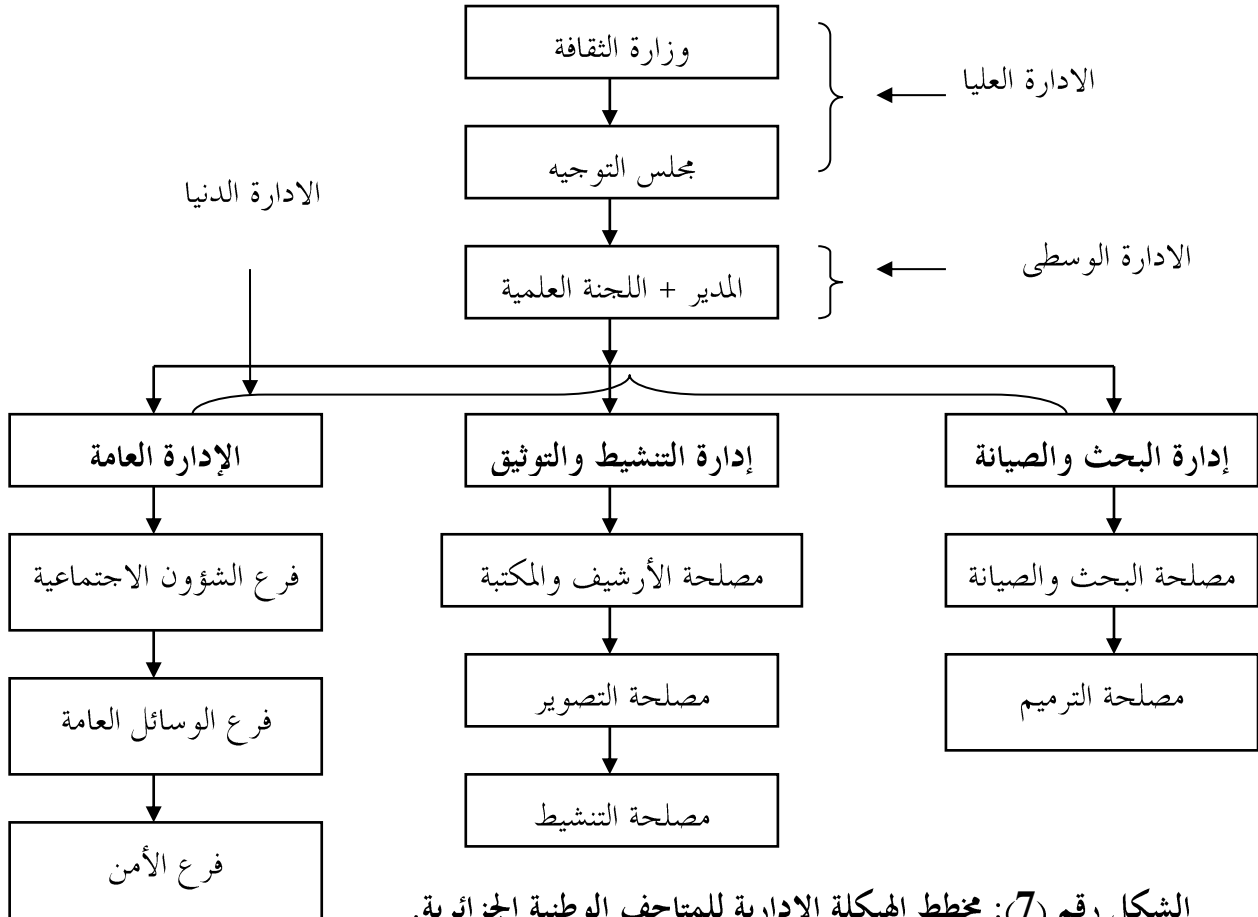 وزارة الثقافة
الادارة العليا
مجلس التوجيه
الادارة الدنيا
الادارة الوسطى
المدير + اللجنة العلمية
إدارة البحث والصيانة
إدارة التنشيط والتوثيق
الإدارة العامة
مصلحة البحث والصيانة
مصلحة الأرشيف والمكتبة
فرع الشؤون الاجتماعية
مصلحة الترميم
مصلحة التصوير
فرع الوسائل العامة
مصلحة التنشيط
فرع الأمن
الشكل رقم (7): مخطط الهيكلة الادارية للمتاحف الوطنية الجزائرية.